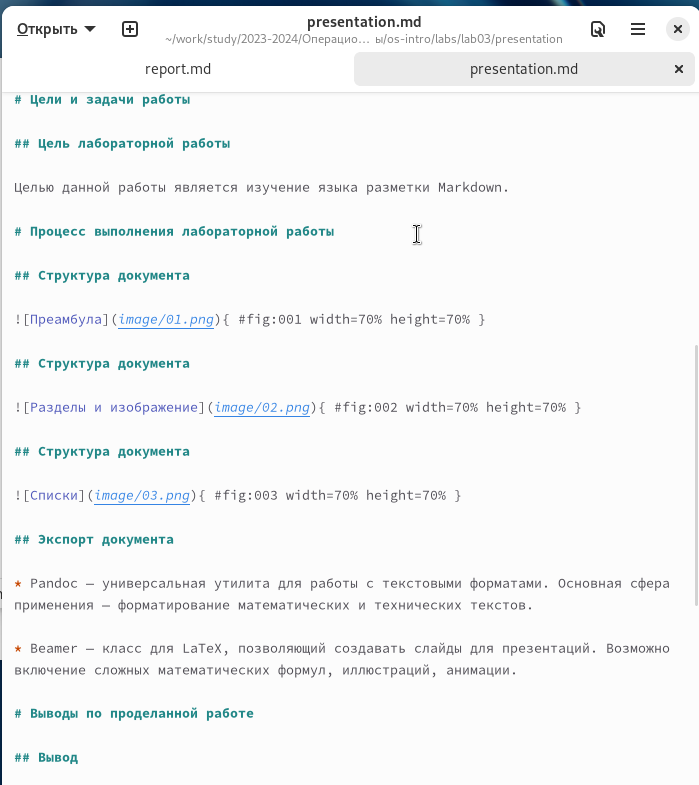 Открыть
presentation.md
~/work/study/2023-2024/Операцио… ы/os-intro/labs/lab03/presentation
report.md
presentation.md
# Цели и задачи работы
## Цель лабораторной работы
Целью данной работы является изучение языка разметки Markdown.
# Процесс выполнения лабораторной работы
## Структура документа
![Преамбула](image/01.png){ #fig:001 width=70% height=70% }
## Структура документа
![Разделы и изображение](image/02.png){ #fig:002 width=70% height=70% }
## Структура документа
![Списки](image/03.png){ #fig:003 width=70% height=70% }
## Экспорт документа
* Pandoc — универсальная утилита для работы с текстовыми форматами. Основная сфера
применения — форматирование математических и технических текстов.
* Beamer — класс для LaTeX, позволяющий создавать слайды для презентаций. Возможно
включение сложных математических формул, иллюстраций, анимации.
# Выводы по проделанной работе
## Вывод